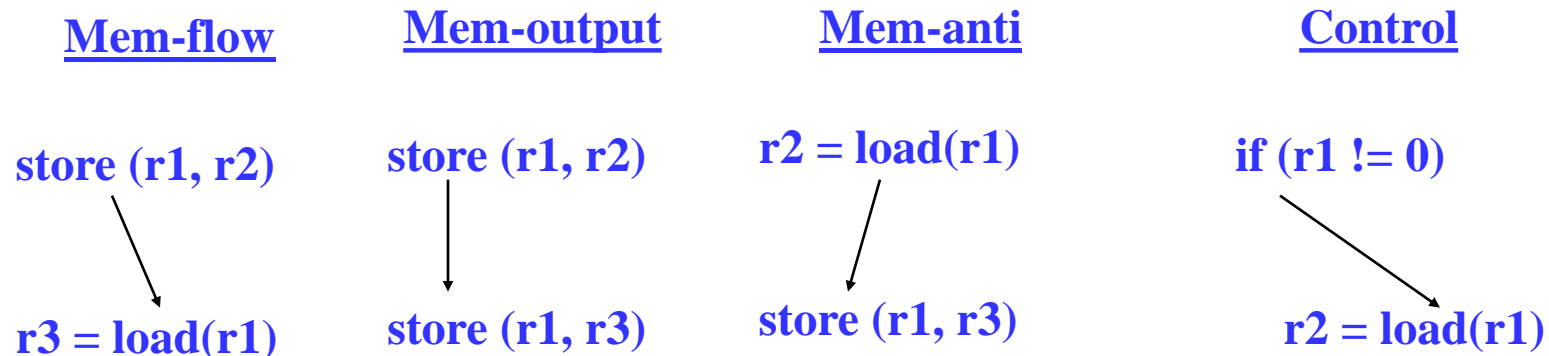 Mem-flow
store (r1, r2)
r3 = load(r1)
Mem-output
store (r1, r2)
store (r1, r3)
Mem-anti
r2 = load(r1)
store (r1, r3)
Control
if (r1 != 0)
r2 = load(r1)